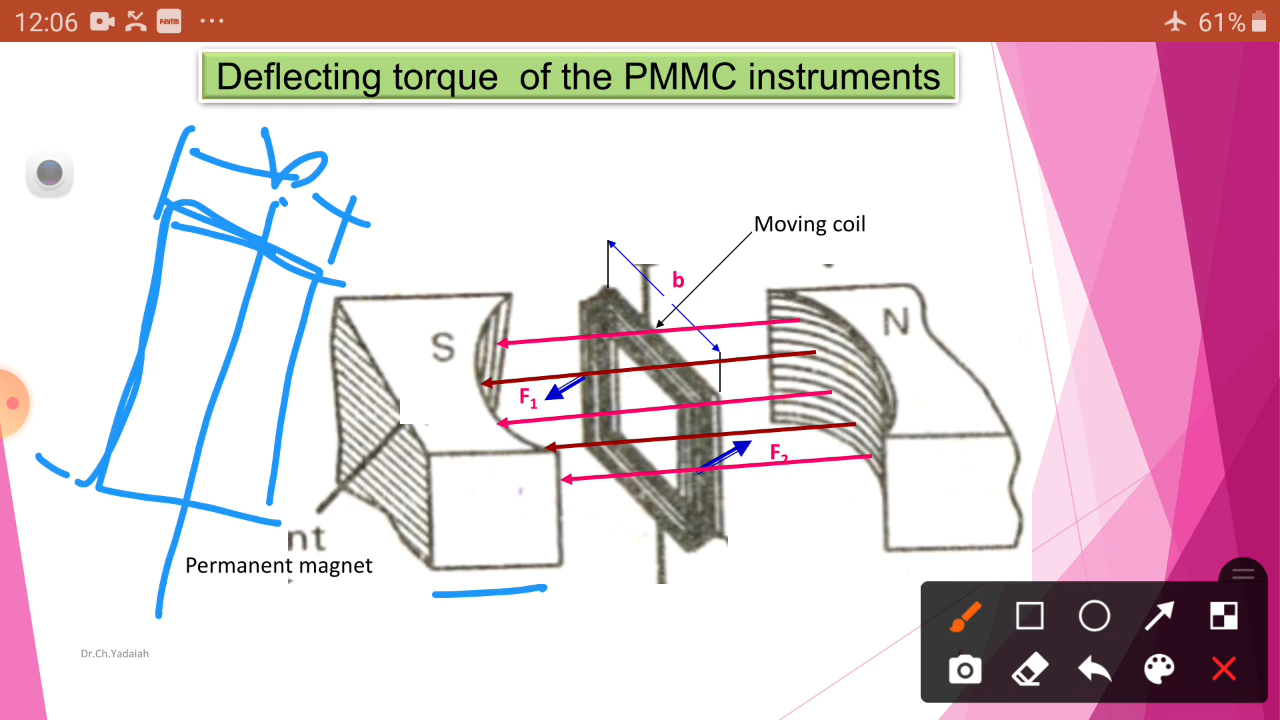 12:06 Paytm ... 61%
Deflecting torque of the PMMC instruments
Moving coil
b
S
N
F₁
F₂
nt
Permanent magnet
Dr.Ch.Yadaiah